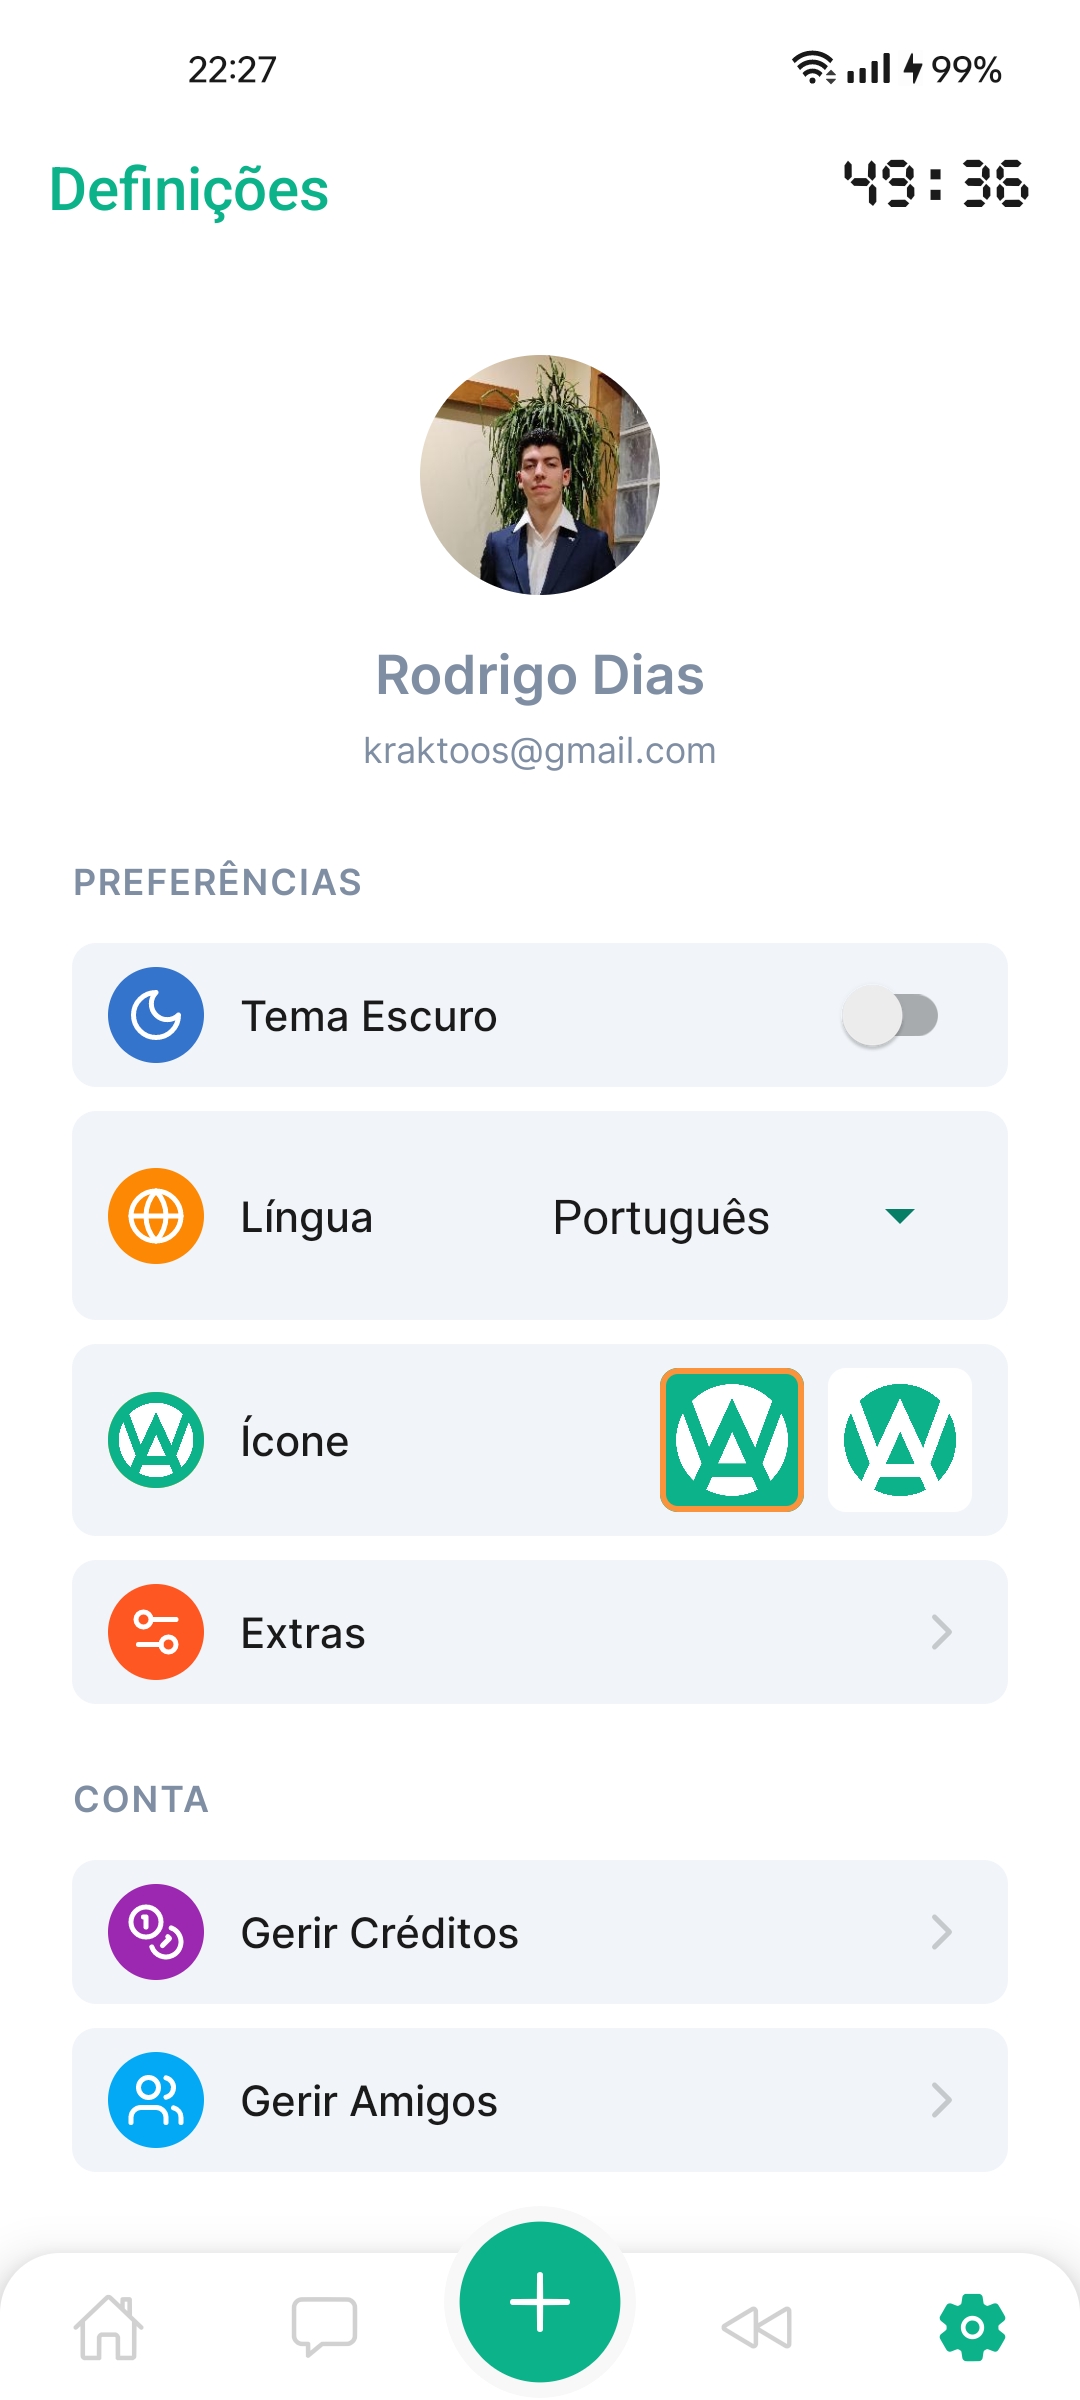 22:27
99%
Definições
49:36
Rodrigo Dias
kraktoos@gmail.com
PREFERÊNCIAS
Tema Escuro
Língua
Português
Ícone
Extras
CONTA
Gerir Créditos
Gerir Amigos